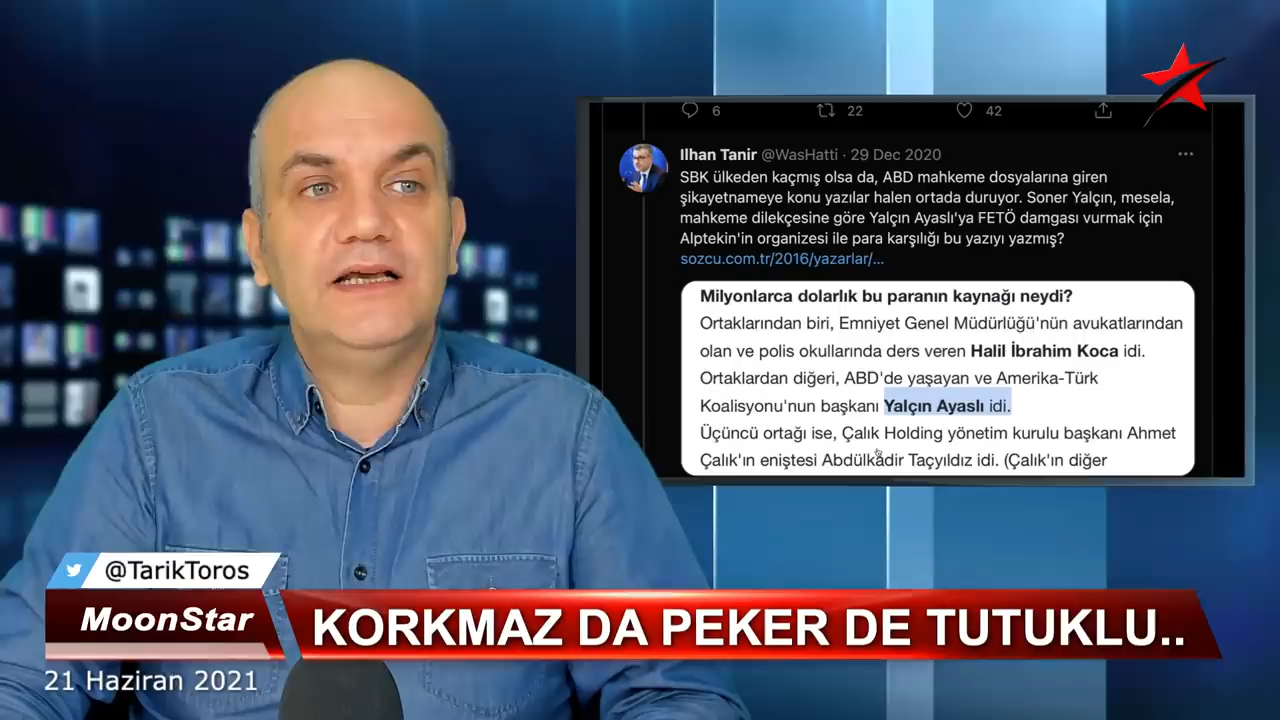 6 22 42
Ilhan Tanir @WasHatti · 29 Dec 2020
SBK ülkeden kaçmış olsa da, ABD mahkeme dosyalarına giren
şikayetnameye konu yazılar halen ortada duruyor. Soner Yalçın, mesela,
mahkeme dilekçesine göre Yalçın Ayaslı'ya FETÖ damgası vurmak için
Alptekin'in organizesi ile para karşılığı bu yazıyı yazmış?
sozcu.com.tr/2016/yazarlar/...
Milyonlarca dolarlık bu paranın kaynağı neydi?
Ortaklarından biri, Emniyet Genel Müdürlüğü'nün avukatlarından
olan ve polis okullarında ders veren Halil İbrahim Koca idi.
Ortaklardan diğeri, ABD'de yaşayan ve Amerika-Türk
Koalisyonu'nun başkanı Yalçın Ayaslı idi.
Üçüncü ortağı ise, Çalık Holding yönetim kurulu başkanı Ahmet
Çalık'ın eniştesi Abdülkadir Taçyıldız idi. (Çalık'ın diğer
@TarikToros
MoonStar
KORKMAZ DA PEKER DE TUTUKLU..
21 Haziran 2021